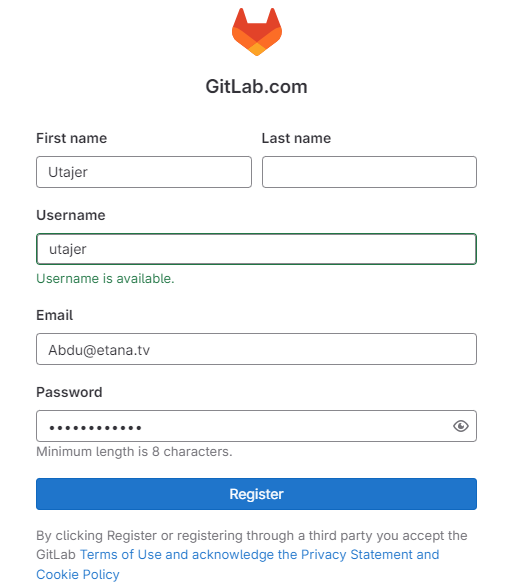 GitLab.com
First name Last name
Utajer
Username
utajer
Username is available.
Email
Abdu@etana.tv
Password
••••••••••••
Minimum length is 8 characters.
Register
By clicking Register or registering through a third party you accept the
GitLab Terms of Use and acknowledge the Privacy Statement and
Cookie Policy